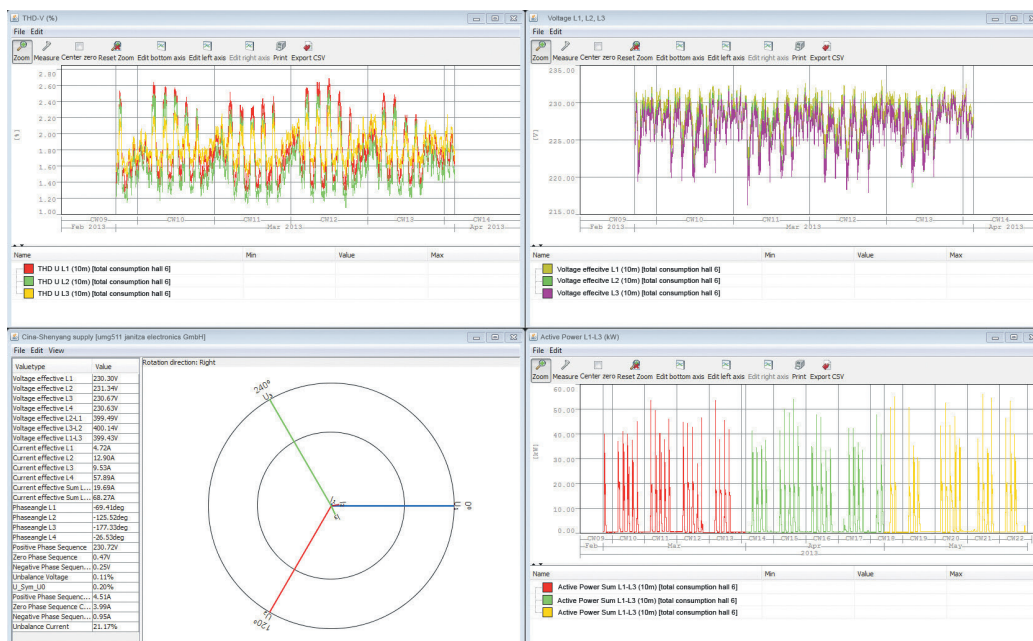 THD-V (%)
File Edit
Zoom Measure Center zero Reset Zoom Edit bottom axis Edit left axis Edit right axis Print Export CSV
2.80
2.60
2.40
2.20
2.00
1.80
1.60
1.40
1.20
1.00
[%]
CW09 CW10 CW11 CW12 CW13 CW14
Feb 2013 Mar 2013 Apr 2013
Name Min Value Max
THD U L1 (10m) [total consumption hall 6]
THD U L2 (10m) [total consumption hall 6]
THD U L3 (10m) [total consumption hall 6]
Voltage L1, L2, L3
File Edit
Zoom Measure Center zero Reset Zoom Edit bottom axis Edit left axis Edit right axis Print Export CSV
235.00
230.00
225.00
220.00
215.00
[V]
CW09 CW10 CW11 CW12 CW13 CW14
Feb 2013 Mar 2013 Apr 2013
Name Min Value Max
Voltage effecitve L1 (10m) [total consumption hall 6]
Voltage effecitve L2 (10m) [total consumption hall 6]
Voltage effecitve L3 (10m) [total consumption hall 6]
Cina-Shenyang supply [umg511 janitza electronics GmbH]
File Edit View
Valuetype Value
Voltage effective L1 230.30V
Voltage effective L2 231.34V
Voltage effective L3 230.67V
Voltage effective L4 230.63V
Voltage effective L2-L1 399.49V
Voltage effective L3-L2 400.14V
Voltage effective L1-L3 399.43V
Current effective L1 4.72A
Current effective L2 12.90A
Current effective L3 9.53A
Current effective L4 57.89A
Current effective Sum L... 19.69A
Current effective Sum L... 68.27A
Phaseangle L1 -69.41deg
Phaseangle L2 -125.52deg
Phaseangle L3 -177.33deg
Phaseangle L4 -26.53deg
Positive Phase Sequence 230.72V
Zero Phase Sequence 0.47V
Negative Phase Sequen... 0.25V
Unbalance Voltage 0.11%
U_Sym_U0 0.20%
Positive Phase Sequenc... 4.51A
Zero Phase Sequence C... 3.99A
Negative Phase Sequen... 0.95A
Unbalance Current 21.17%
Rotation direction: Right
240°
0°
120°
Active Power L1-L3 (kW)
File Edit
Zoom Measure Center zero Reset Zoom Edit bottom axis Edit left axis Edit right axis Print Export CSV
60.00
50.00
40.00
30.00
20.00
10.00
0.00
[kW]
CW09 CW10 CW11 CW12 CW13 CW14 CW15 CW16 CW17 CW18 CW19 CW20 CW21 CW22
Feb Mar Apr May
2013
Name Min Value Max
Active Power Sum L1-L3 (10m) [total consumption hall 6]
Active Power Sum L1-L3 (10m) [total consumption hall 6]
Active Power Sum L1-L3 (10m) [total consumption hall 6]